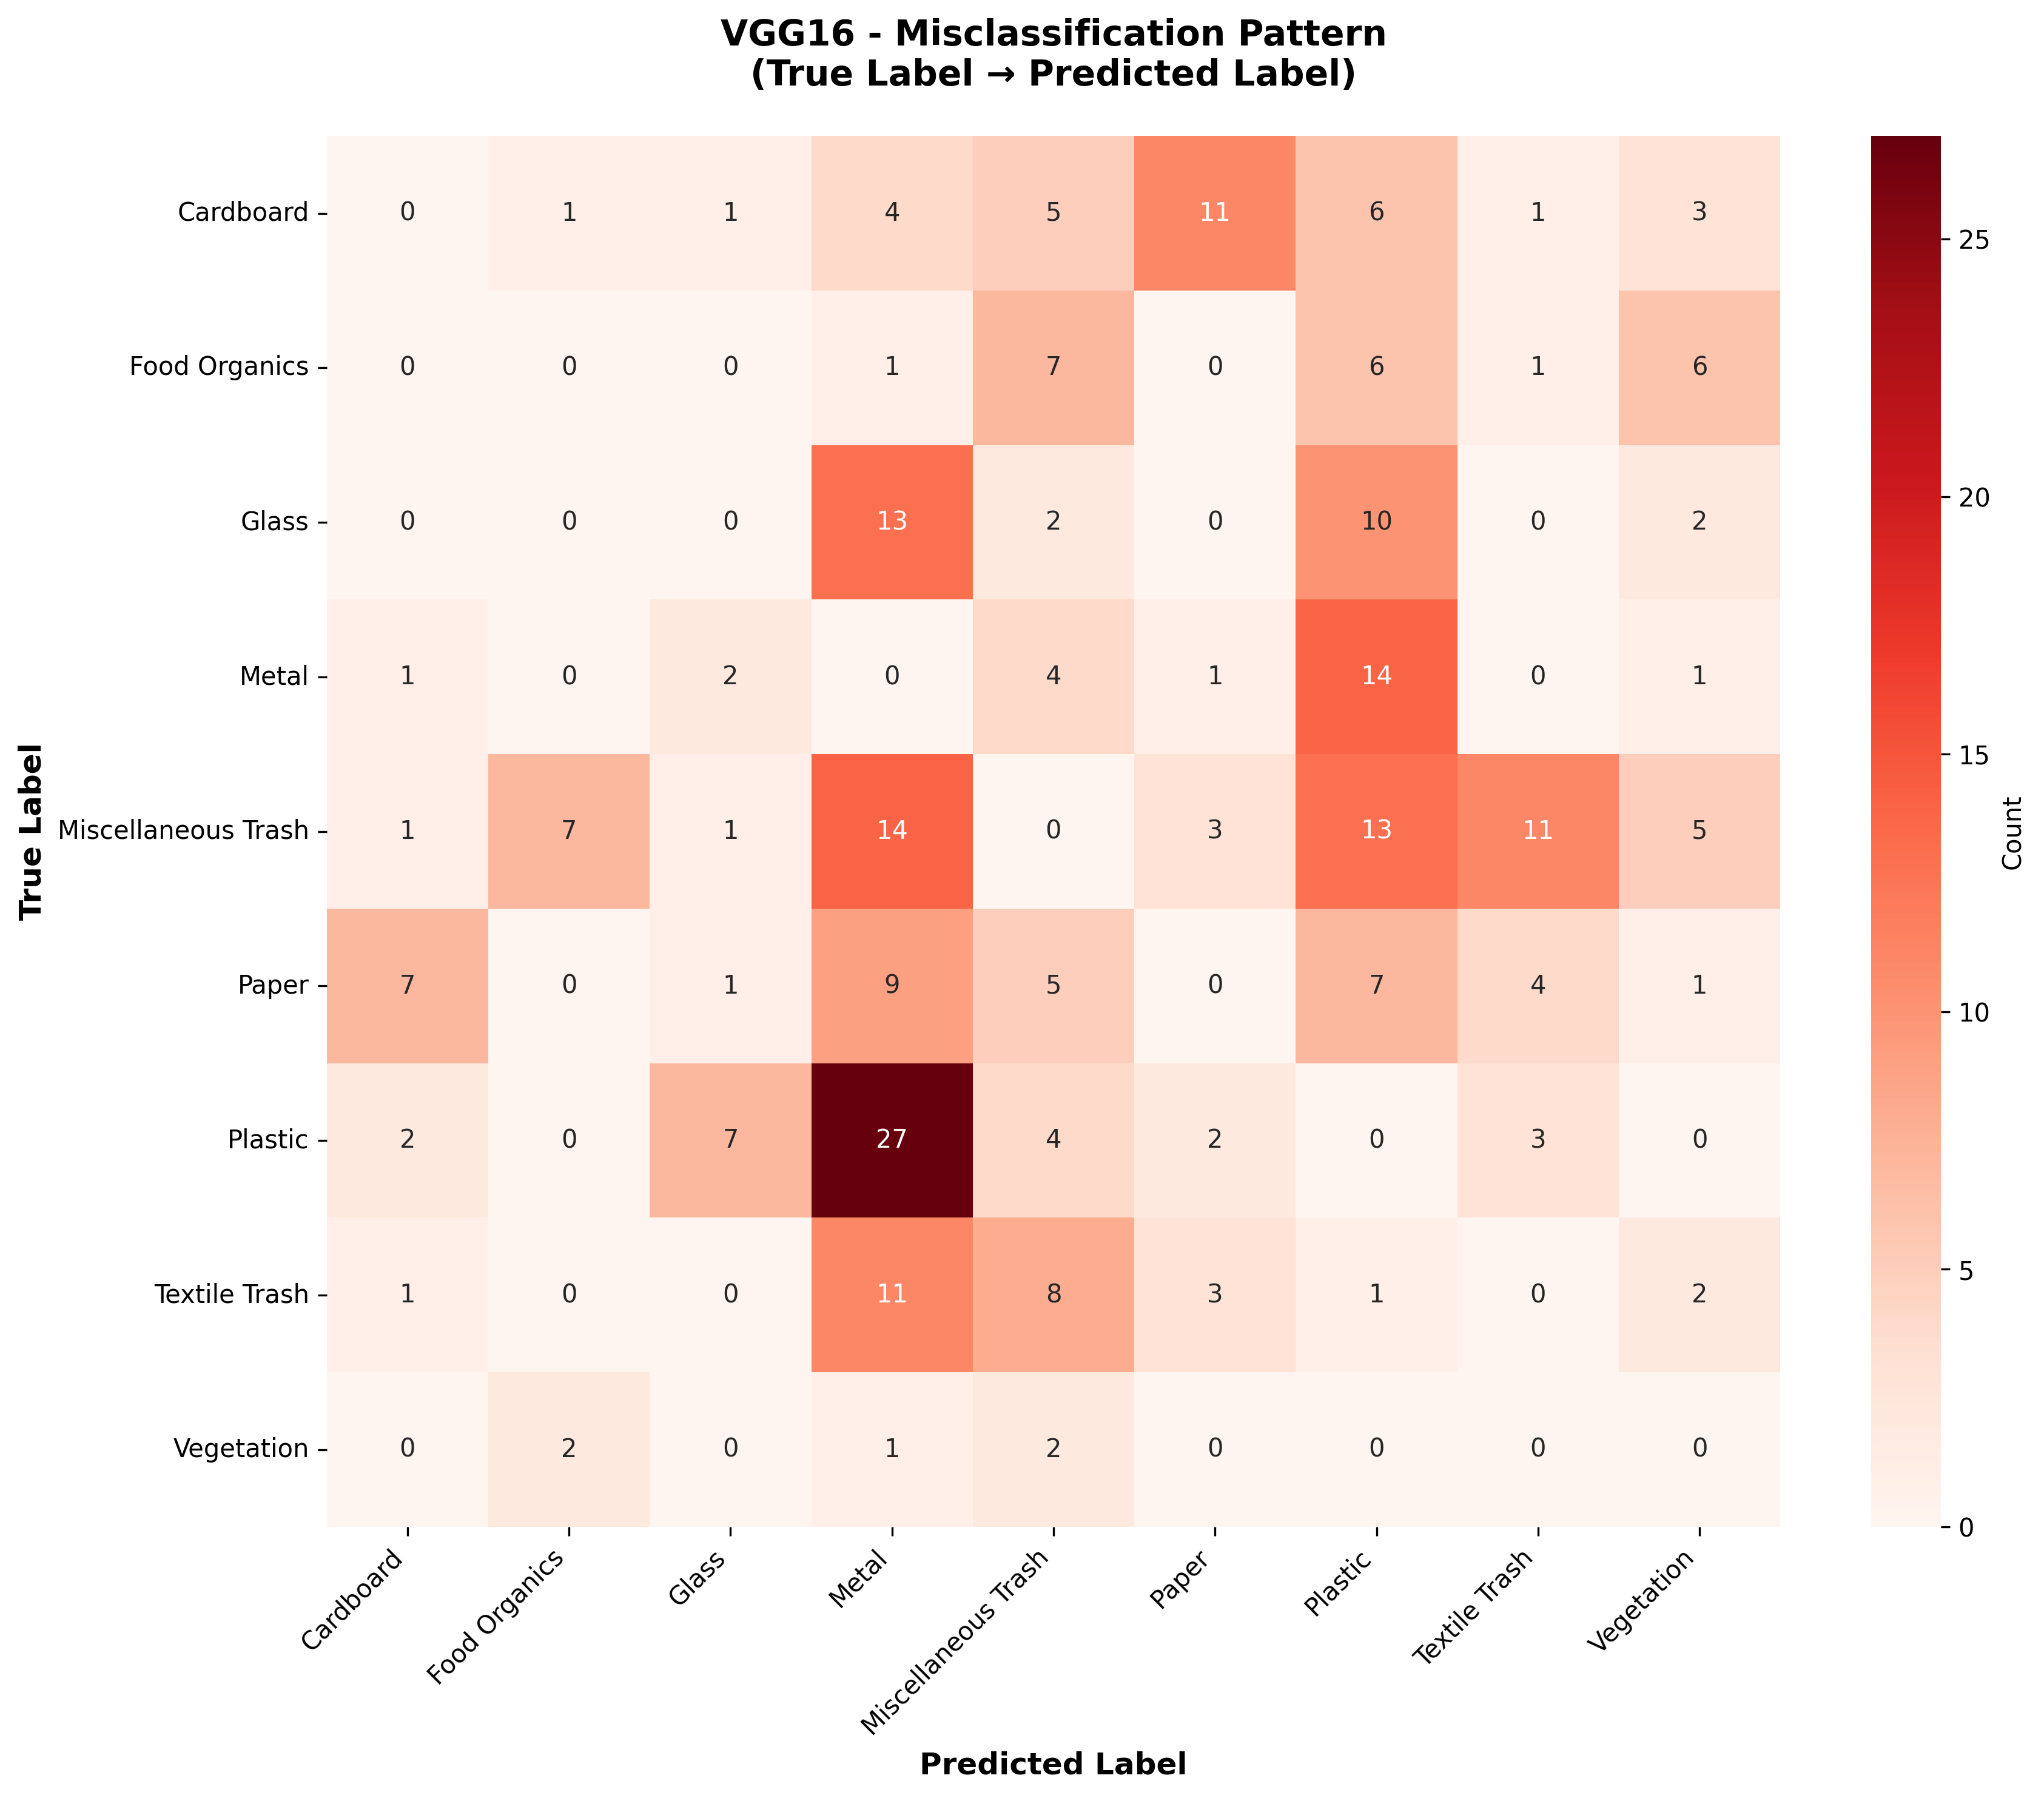 VGG16 - Misclassification Pattern
(True Label → Predicted Label)
True Label
Cardboard 0 1 1 4 5 11 6 1 3
Food Organics 0 0 0 1 7 0 6 1 6
Glass 0 0 0 13 2 0 10 0 2
Metal 1 0 2 0 4 1 14 0 1
Miscellaneous Trash 1 7 1 14 0 3 13 11 5
Paper 7 0 1 9 5 0 7 4 1
Plastic 2 0 7 27 4 2 0 3 0
Textile Trash 1 0 0 11 8 3 1 0 2
Vegetation 0 2 0 1 2 0 0 0 0
Cardboard
Food Organics
Glass
Metal
Miscellaneous Trash
Paper
Plastic
Textile Trash
Vegetation
Predicted Label
25
20
15
10
5
0
Count